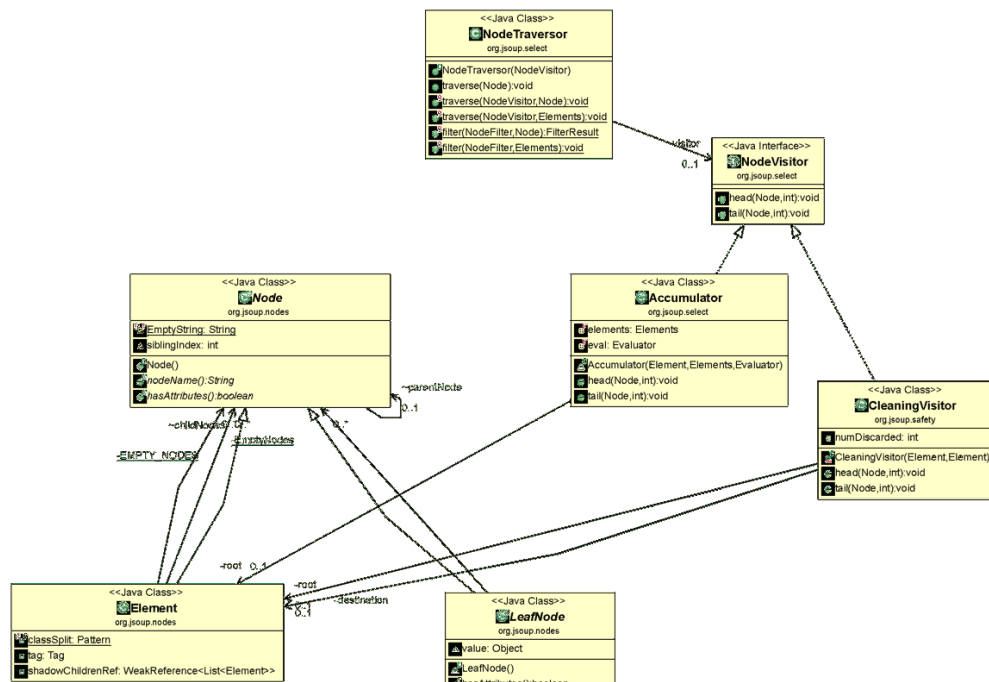 <<Java Class>>
NodeTraversor
org.jsoup.select
NodeTraversor(NodeVisitor)
traverse(Node):void
traverse(NodeVisitor,Node):void
traverse(NodeVisitor,Elements):void
filter(NodeFilter,Node):FilterResult
filter(NodeFilter,Elements):void
-visitor
0..1
<<Java Interface>>
NodeVisitor
org.jsoup.select
head(Node,int):void
tail(Node,int):void
<<Java Class>>
Node
org.jsoup.nodes
EmptyString: String
siblingIndex: int
Node()
nodeName():String
hasAttributes():boolean
~parentNode
0..1
<<Java Class>>
Accumulator
org.jsoup.select
elements: Elements
eval: Evaluator
Accumulator(Element,Elements,Evaluator)
head(Node,int):void
tail(Node,int):void
<<Java Class>>
CleaningVisitor
org.jsoup.safety
numDiscarded: int
CleaningVisitor(Element,Element)
head(Node,int):void
tail(Node,int):void
~childNodes
0..*
-EmptyNodes
-EMPTY_NODES
-root
0..1
-root
-destination
0..1
<<Java Class>>
Element
org.jsoup.nodes
classSplit: Pattern
tag: Tag
shadowChildrenRef: WeakReference<List<Element>>
<<Java Class>>
LeafNode
org.jsoup.nodes
value: Object
LeafNode()
hasAttributes():boolean